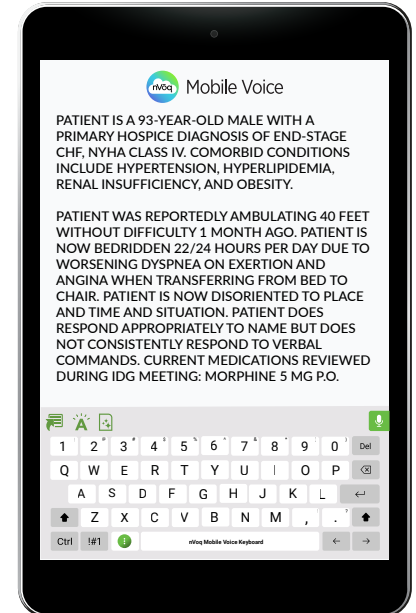 nVoq Mobile Voice
PATIENT IS A 93-YEAR-OLD MALE WITH A
PRIMARY HOSPICE DIAGNOSIS OF END-STAGE
CHF, NYHA CLASS IV. COMORBID CONDITIONS
INCLUDE HYPERTENSION, HYPERLIPIDEMIA,
RENAL INSUFFICIENCY, AND OBESITY.
PATIENT WAS REPORTEDLY AMBULATING 40 FEET
WITHOUT DIFFICULTY 1 MONTH AGO. PATIENT IS
NOW BEDRIDDEN 22/24 HOURS PER DAY DUE TO
WORSENING DYSPNEA ON EXERTION AND
ANGINA WHEN TRANSFERRING FROM BED TO
CHAIR. PATIENT IS NOW DISORIENTED TO PLACE
AND TIME AND SITUATION. PATIENT DOES
RESPOND APPROPRIATELY TO NAME BUT DOES
NOT CONSISTENTLY RESPOND TO VERBAL
COMMANDS. CURRENT MEDICATIONS REVIEWED
DURING IDG MEETING: MORPHINE 5 MG P.O.
A
1 2 3 4 5 6 7 8 9 0 Del
Q W E R T Y U I O P
A S D F G H J K L
Z X C V B N M , . ?
Ctrl !#1 nVoq Mobile Voice Keyboard ← →